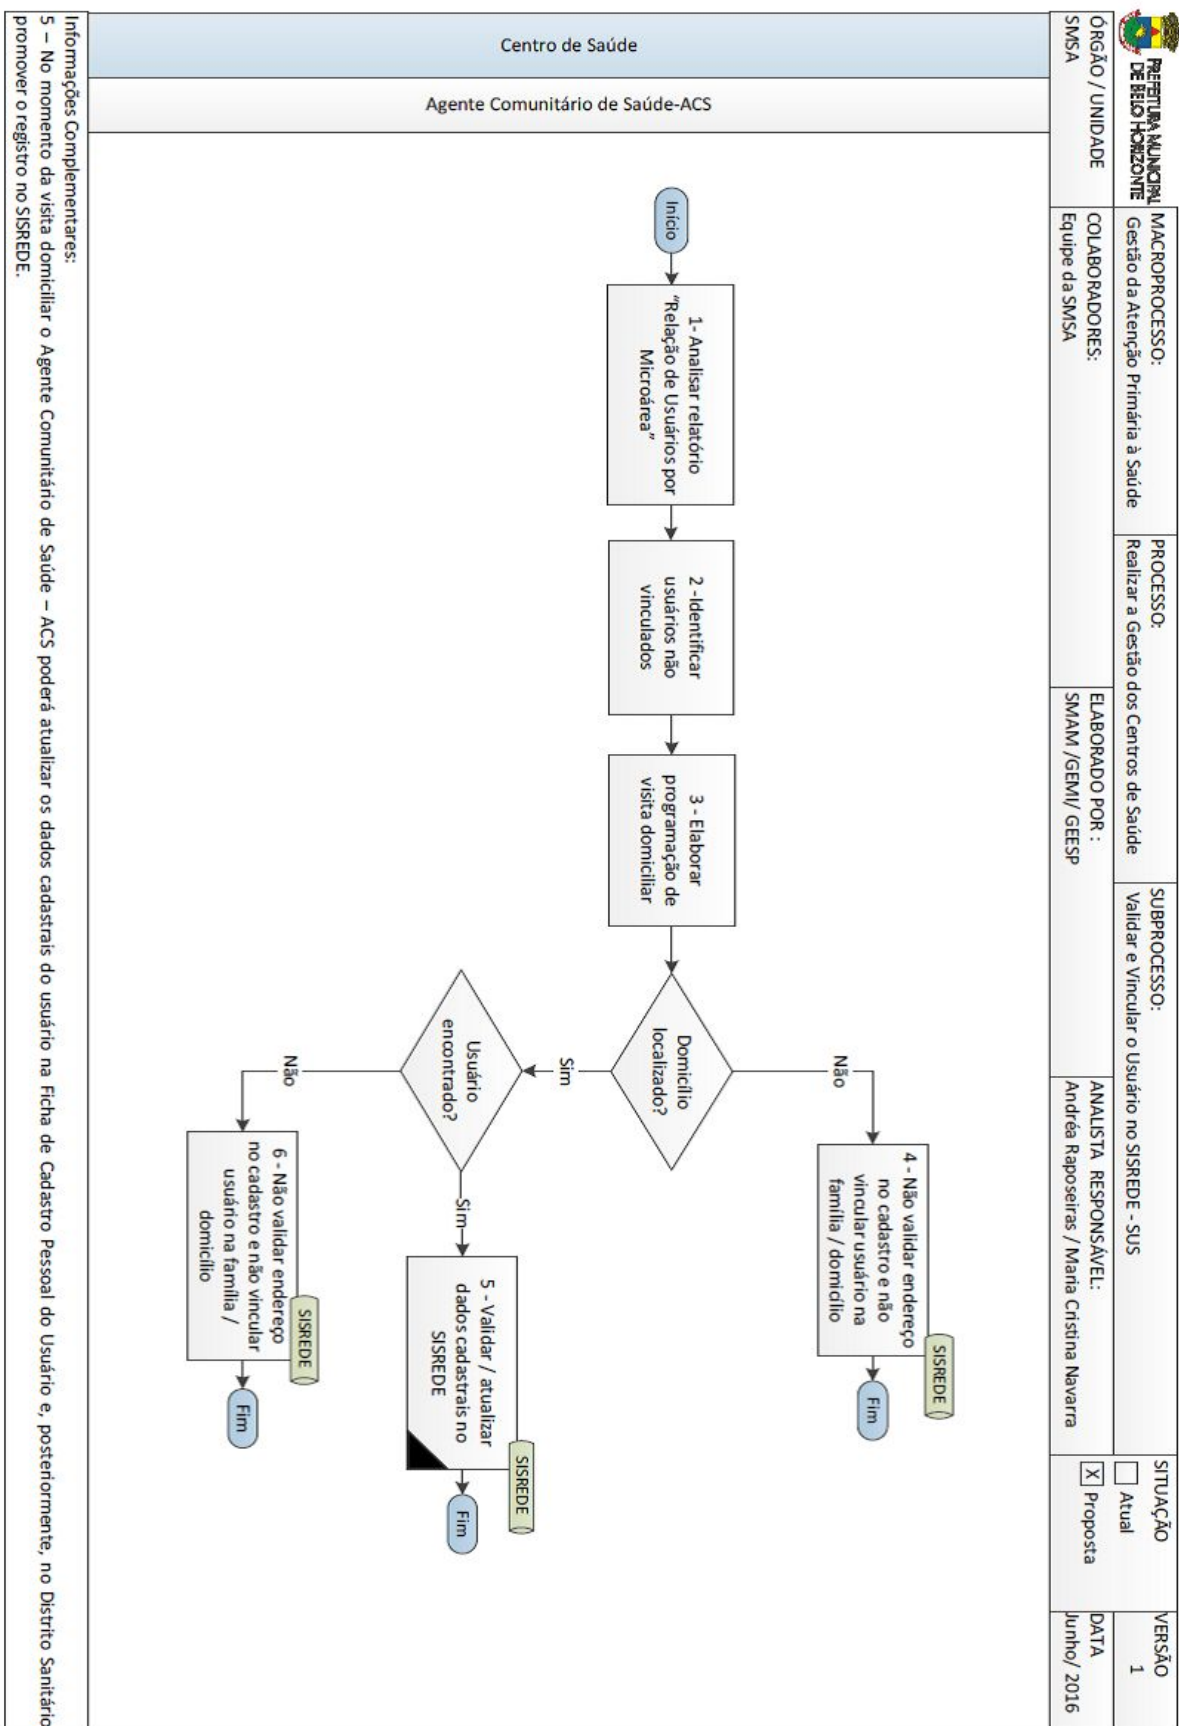 PREFEITURA MUNICIPAL
DE BELO HORIZONTE
MACROPROCESSO:
Gestão da Atenção Primária à Saúde
PROCESSO:
Realizar a Gestão dos Centros de Saúde
SUBPROCESSO:
Validar e Vincular o Usuário no SISREDE - SUS
SITUAÇÃO
Atual
X Proposta
VERSÃO
1
ÓRGÃO / UNIDADE
SMSA
COLABORADORES:
Equipe da SMSA
ELABORADO POR :
SMAM /GEMI/ GEESP
ANALISTA RESPONSÁVEL:
Andréa Raposeiras / Maria Cristina Navarra
DATA
Junho/ 2016
Centro de Saúde
Agente Comunitário de Saúde-ACS
Início
1- Analisar relatório
“Relação de Usuários por
Microárea”
2 -Identificar
usuários não
vinculados
3 - Elaborar
programação de
visita domiciliar
Domicílio
localizado?
Não
4 - Não validar endereço
no cadastro e não
vincular usuário na
família / domicílio
SISREDE
Fim
Sim
Usuário
encontrado?
Sim
5 - Validar / atualizar
dados cadastrais no
SISREDE
SISREDE
Fim
Não
6 - Não validar endereço
no cadastro e não vincular
usuário na família /
domicílio
SISREDE
Fim
Informações Complementares:
5 – No momento da visita domiciliar o Agente Comunitário de Saúde – ACS poderá atualizar os dados cadastrais do usuário na Ficha de Cadastro Pessoal do Usuário e, posteriormente, no Distrito Sanitário
promover o registro no SISREDE.